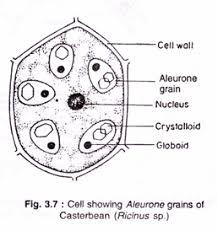 Cell wall
Aleurone
grain
Nucleus
Crystalloid
Globoid
Fig. 3.7 : Cell showing Aleurone grains of
Casterbean (Ricinus sp.)